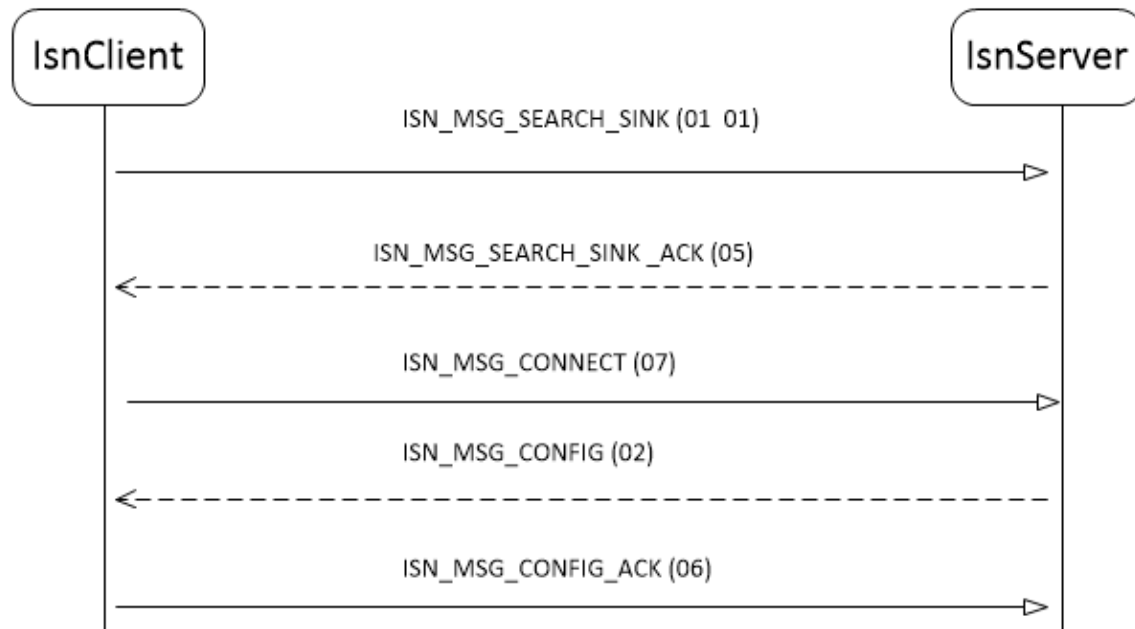 IsnClient
IsnServer
ISN_MSG_SEARCH_SINK (01  01)
ISN_MSG_SEARCH_SINK _ACK (05)
ISN_MSG_CONNECT (07)
ISN_MSG_CONFIG (02)
ISN_MSG_CONFIG_ACK (06)